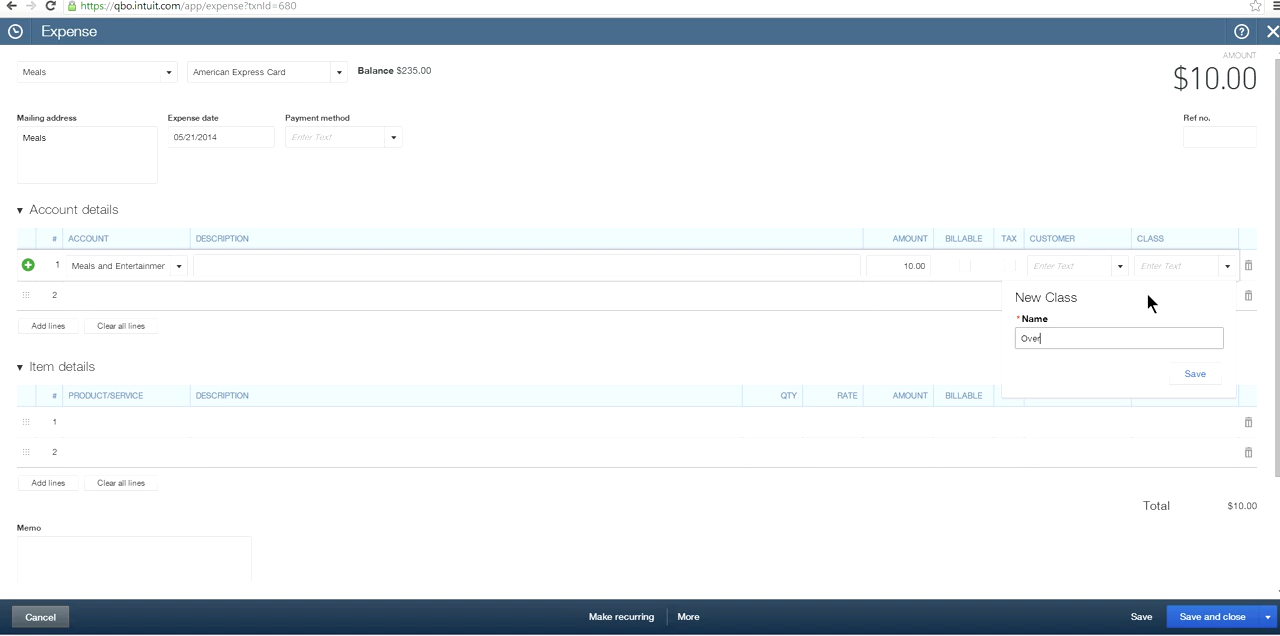 https://qbo.intuit.com/app/expense?txnId=680
Expense
Meals American Express Card Balance $235.00
AMOUNT
$10.00
Mailing address Expense date Payment method Ref no.
Meals 05/21/2014 Enter Text
Account details
# ACCOUNT DESCRIPTION AMOUNT BILLABLE TAX CUSTOMER CLASS
1 Meals and Entertainmer 10.00 Enter Text Enter Text
2
New Class
* Name
Over
Save
Add lines Clear all lines
Item details
# PRODUCT/SERVICE DESCRIPTION QTY RATE AMOUNT BILLABLE
1
2
Add lines Clear all lines
Total $10.00
Memo
Cancel Make recurring More Save Save and close